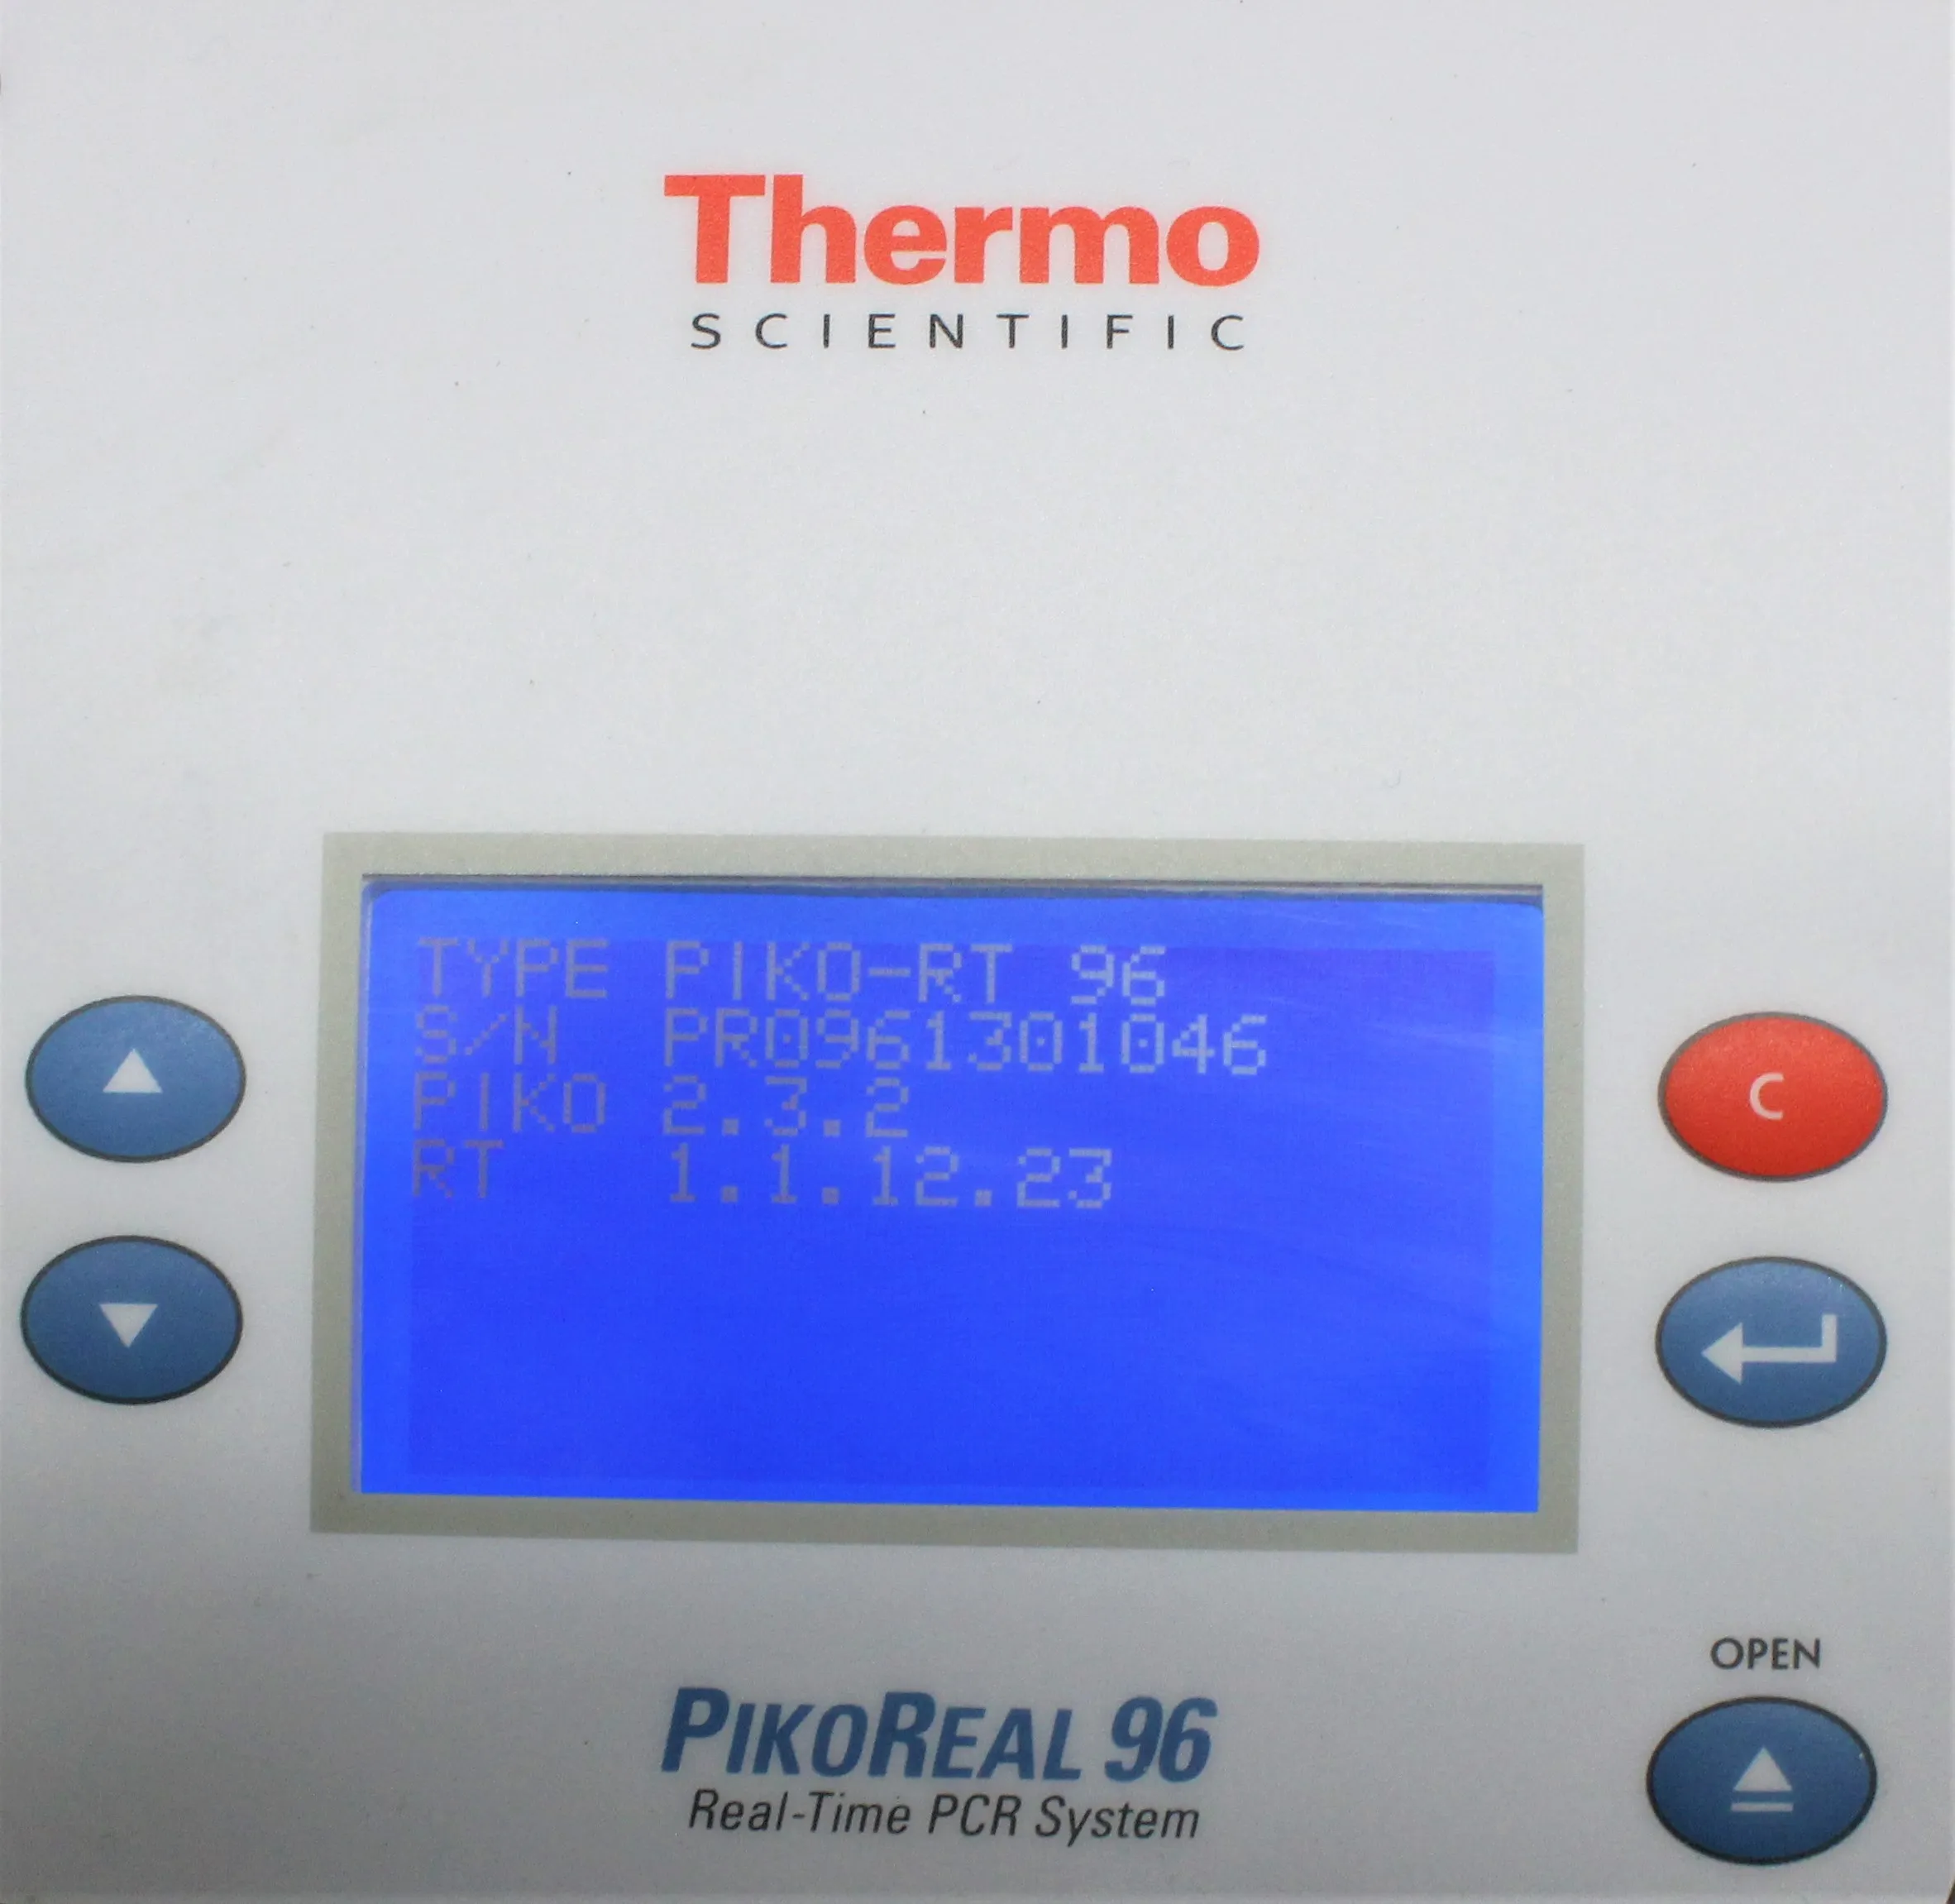 Thermo
SCIENTIFIC
TYPE PIKO-RT 96
S/N PR0961301046
PIKO 2.3.2
RT 1.1.12.23
C
OPEN
PIKOREAL 96
Real-Time PCR System